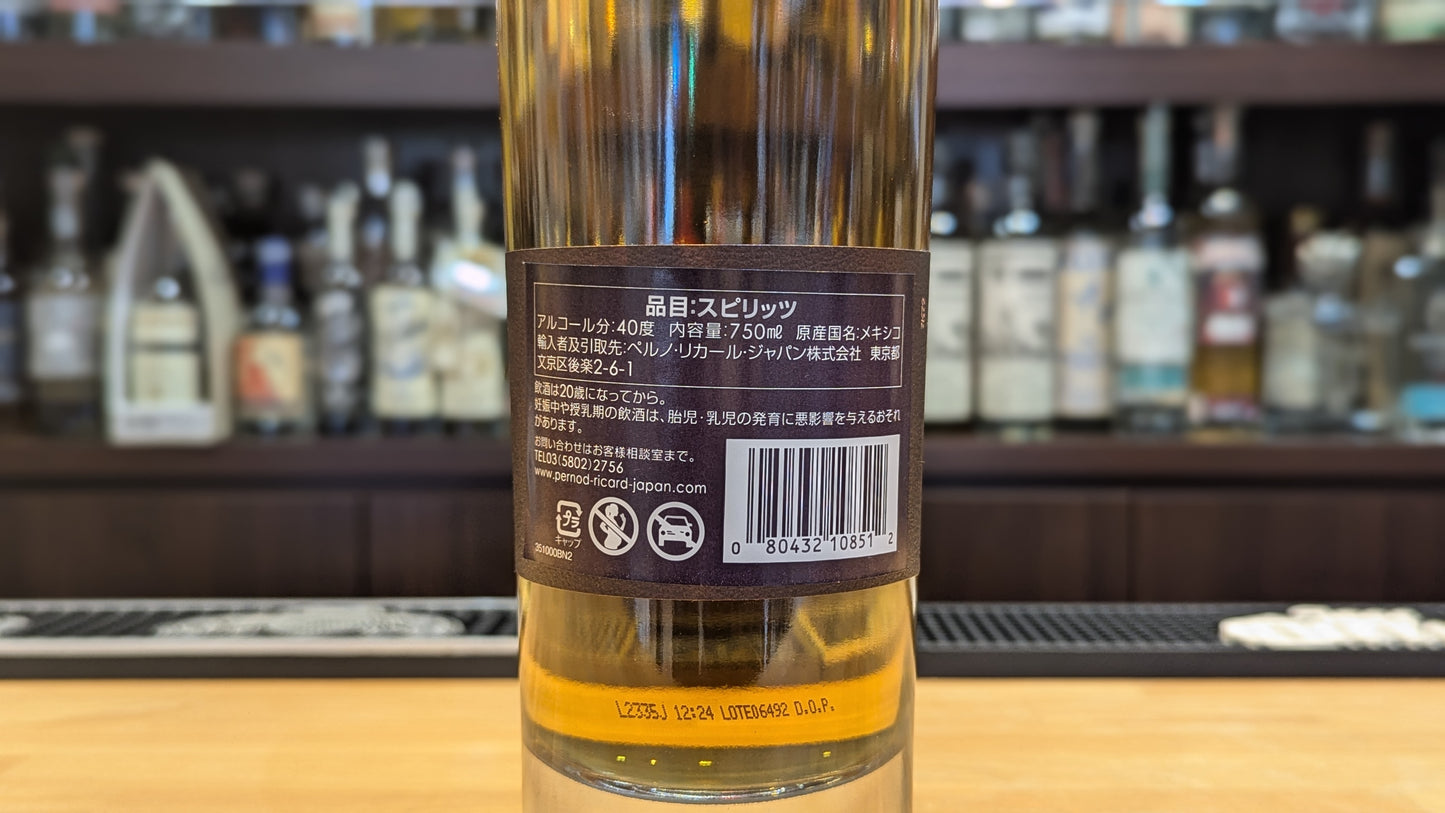 品目:スピリッツ
アルコール分:40度 内容量:750mℓ 原産国名:メキシコ
輸入者及引取先:ペルノ・リカール・ジャパン株式会社 東京都
文京区後楽2-6-1
飲酒は20歳になってから。
妊娠中や授乳期の飲酒は、胎児・乳児の発育に悪影響を与えるおそれ
があります。
お問い合わせはお客様相談室まで。
TEL03(5802)2756
www.pernod-ricard-japan.com
プラ
キャップ
351000BN2
0 80432 10851 2
L2335J 12:24 LOTE06492 D.O.P.